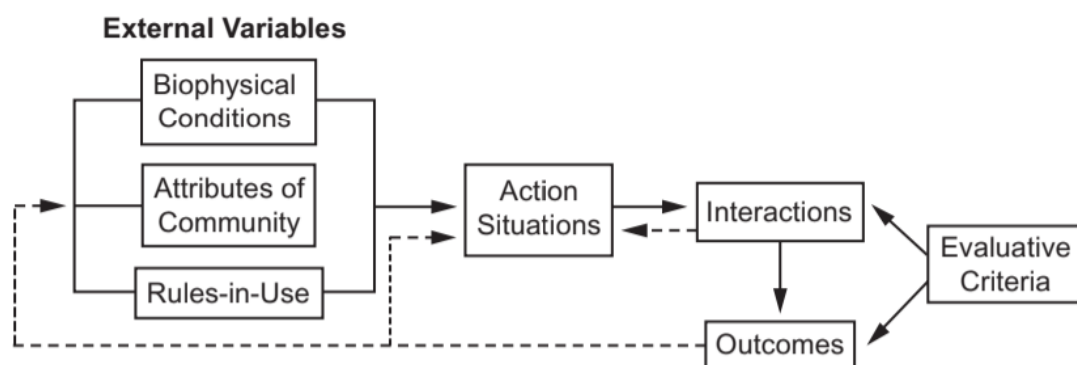 External Variables
Biophysical
Conditions
Attributes of
Community
Rules-in-Use
Action
Situations
Interactions
Outcomes
Evaluative
Criteria